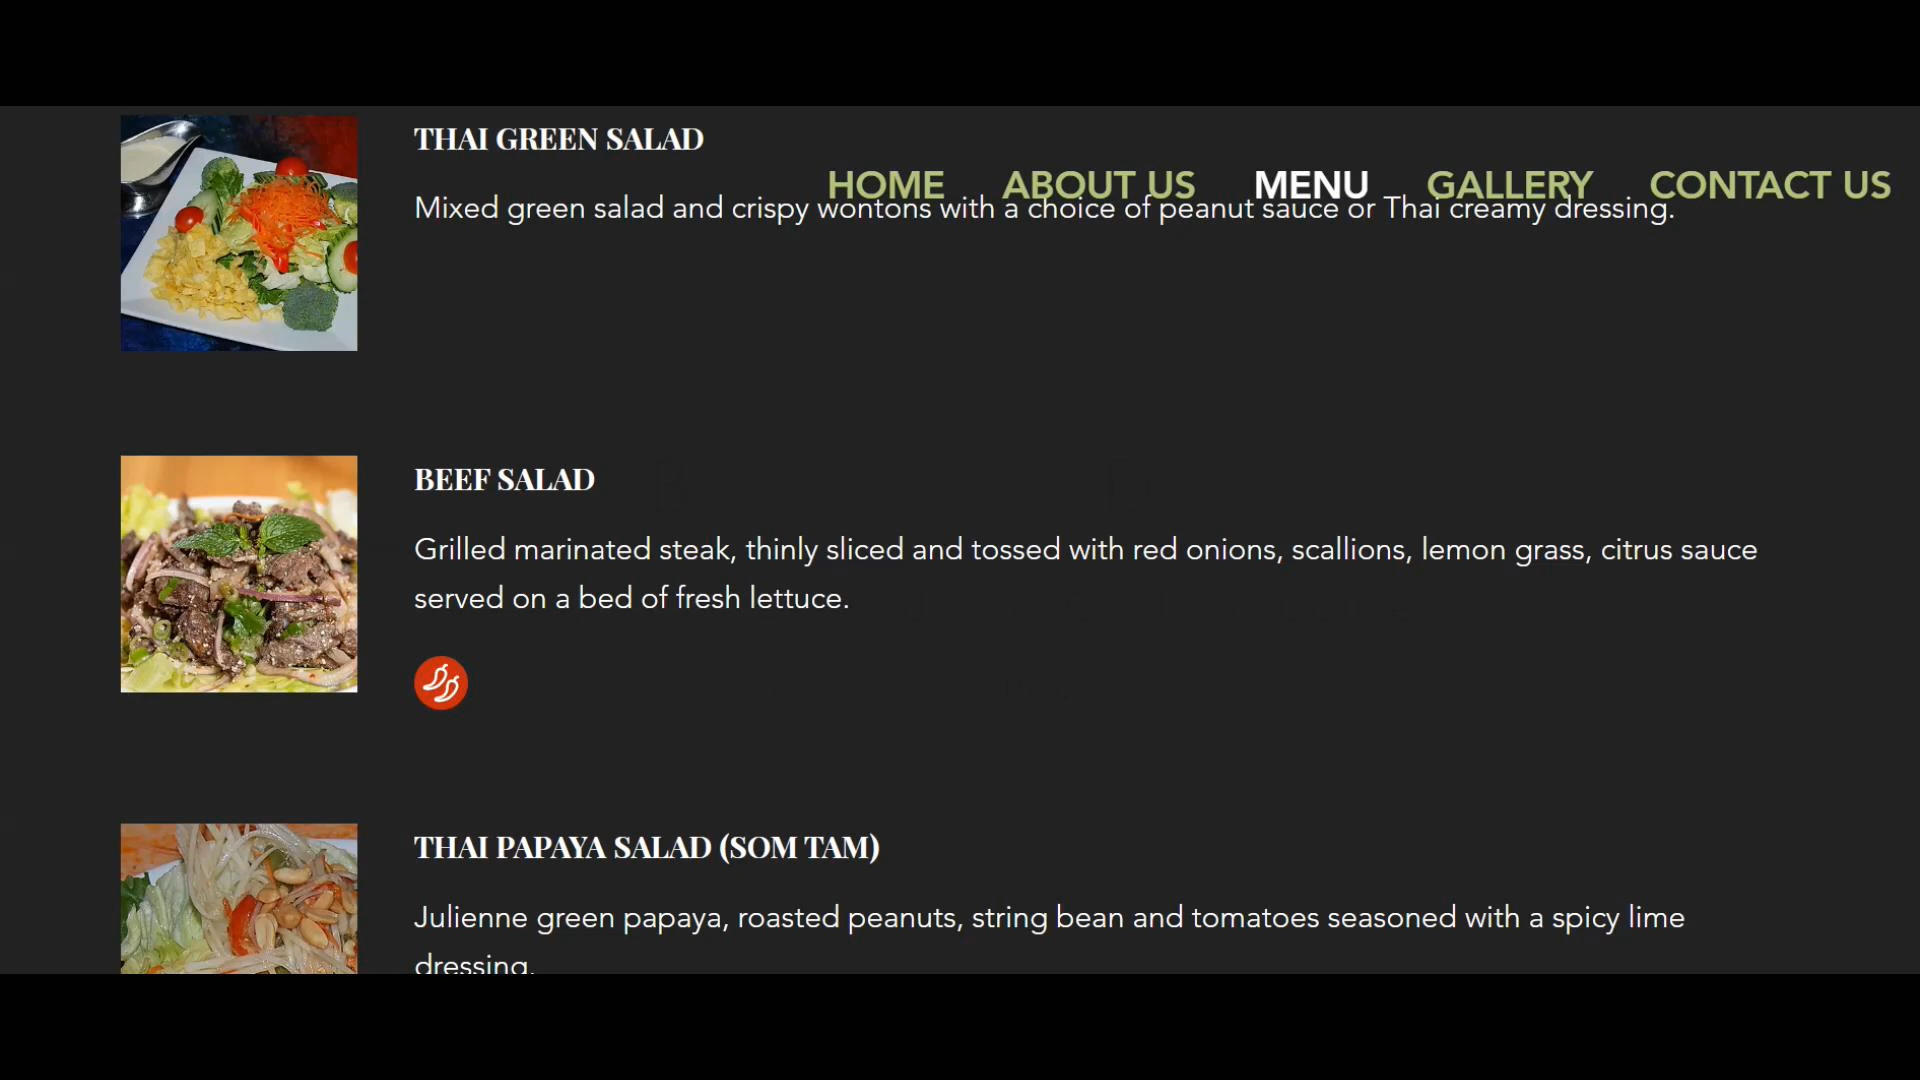 THAI GREEN SALAD
HOME ABOUT US MENU GALLERY CONTACT US
Mixed green salad and crispy wontons with a choice of peanut sauce or Thai creamy dressing.
BEEF SALAD
Grilled marinated steak, thinly sliced and tossed with red onions, scallions, lemon grass, citrus sauce
served on a bed of fresh lettuce.
THAI PAPAYA SALAD (SOM TAM)
Julienne green papaya, roasted peanuts, string bean and tomatoes seasoned with a spicy lime
dressing.